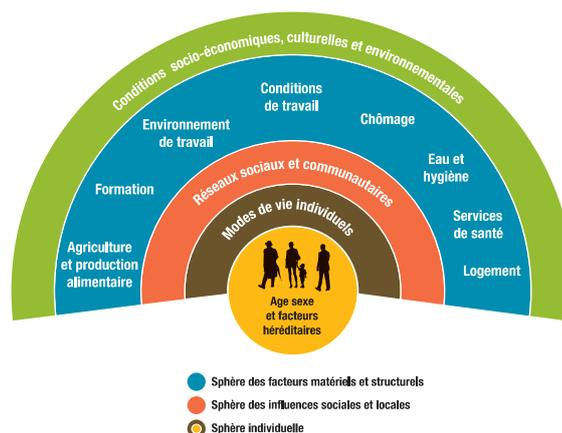 Conditions socio-économiques, culturelles et environnementales
Conditions
de travail
Environnement
de travail
Chômage
Formation
Eau et
hygiène
Agriculture
et production
alimentaire
Services
de santé
Logement
Réseaux sociaux et communautaires
Modes de vie individuels
Age sexe
et facteurs
héréditaires
Sphère des facteurs matériels et structurels
Sphère des influences sociales et locales
Sphère individuelle